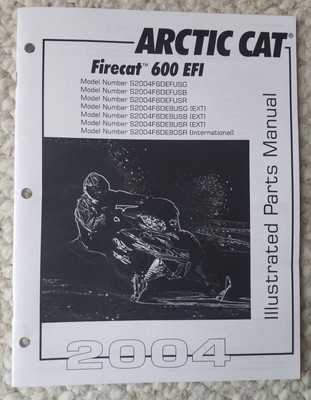 ARCTIC CAT®
Firecat™ 600 EFI
Model Number S2004F6DEFUSG
Model Number S2004F6DEFUSB
Model Number S2004F6DEFUSR
Model Number S2004F6DEBUSG (EXT)
Model Number S2004F6DEBUSB (EXT)
Model Number S2004F6DEBUSR (EXT)
Model Number S2004F6DEBOSR (International)
Illustrated Parts Manual
2004